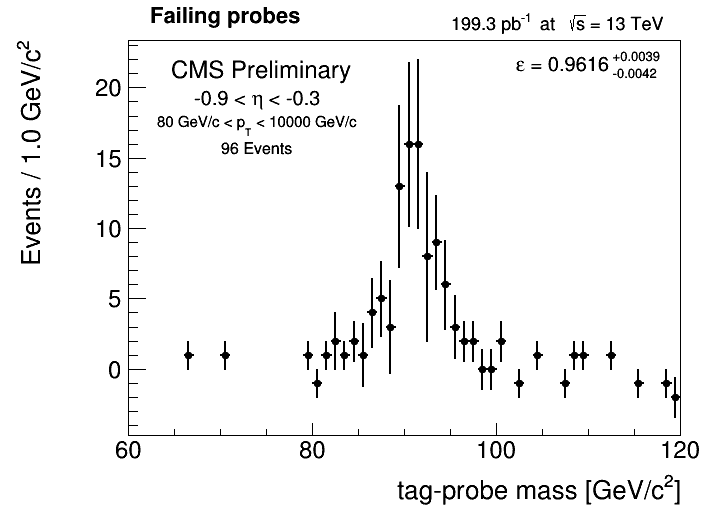 Failing probes
199.3 pb⁻¹ at √s = 13 TeV
CMS Preliminary
ε = 0.9616 +0.0039 -0.0042
-0.9 < η < -0.3
80 GeV/c < p_T < 10000 GeV/c
96 Events
Events / 1.0 GeV/c²
20
15
10
5
0
60 80 100 120
tag-probe mass [GeV/c²]